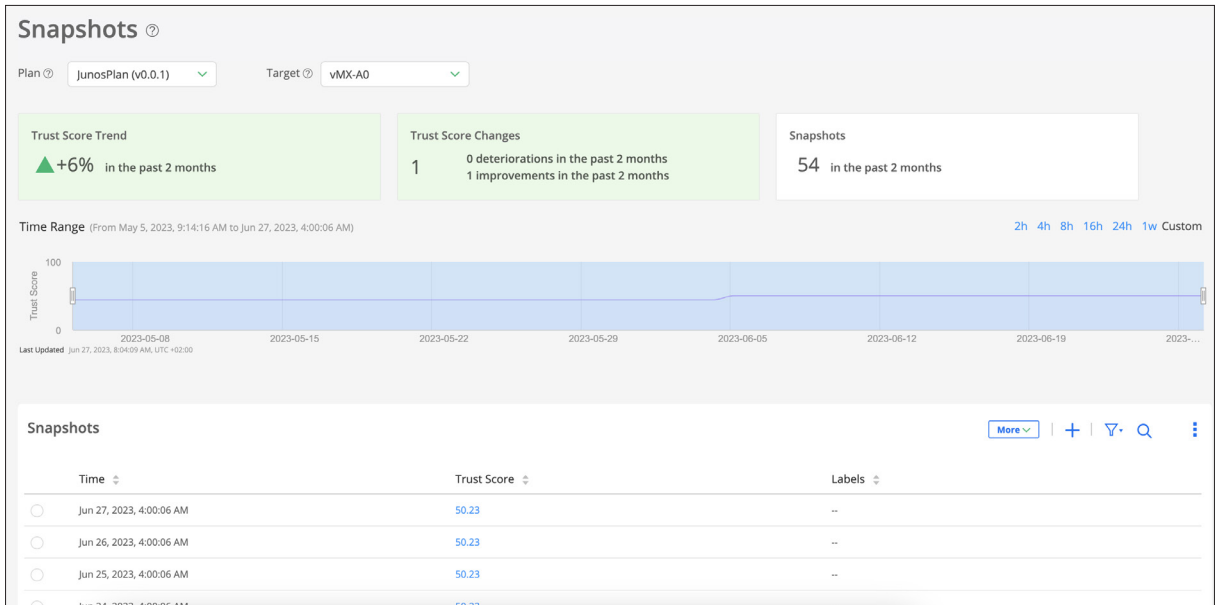 Snapshots ?
Plan ? JunosPlan (v0.0.1) Target ? vMX-A0
Trust Score Trend
+6% in the past 2 months
Trust Score Changes
1
0 deteriorations in the past 2 months
1 improvements in the past 2 months
Snapshots
54 in the past 2 months
Time Range (From May 5, 2023, 9:14:16 AM to Jun 27, 2023, 4:00:06 AM) 2h 4h 8h 16h 24h 1w Custom
100
Trust Score
0
2023-05-08 2023-05-15 2023-05-22 2023-05-29 2023-06-05 2023-06-12 2023-06-19 2023-...
Last Updated Jun 27, 2023, 8:04:09 AM, UTC +02:00
Snapshots More
Time Trust Score Labels
Jun 27, 2023, 4:00:06 AM 50.23 --
Jun 26, 2023, 4:00:06 AM 50.23 --
Jun 25, 2023, 4:00:06 AM 50.23 --